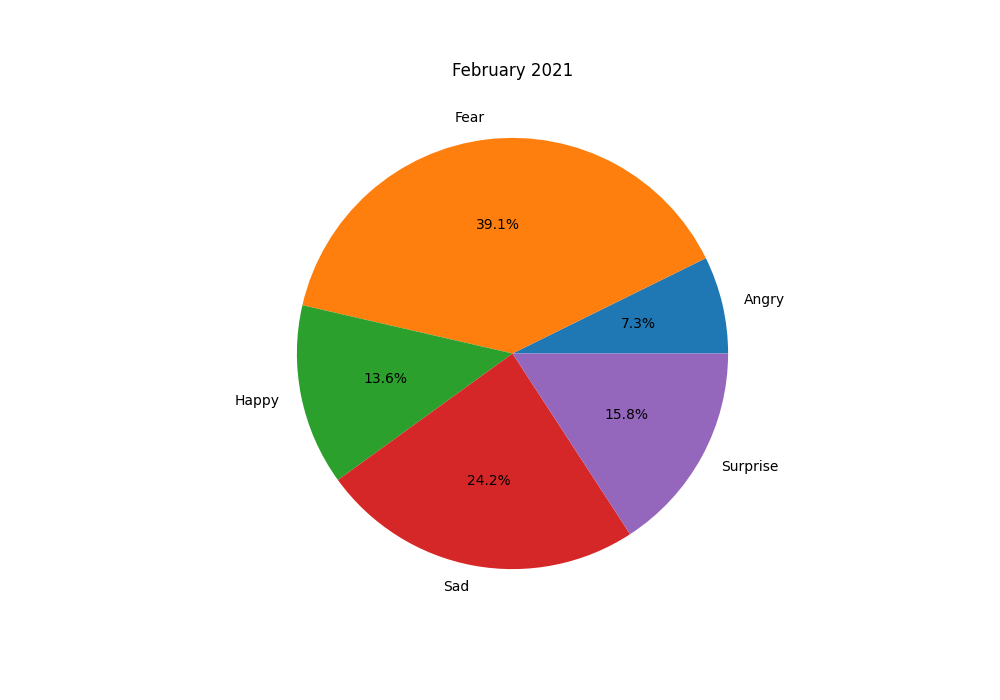 February 2021
Fear
39.1%
Angry
7.3%
13.6%
Happy
15.8%
Surprise
24.2%
Sad